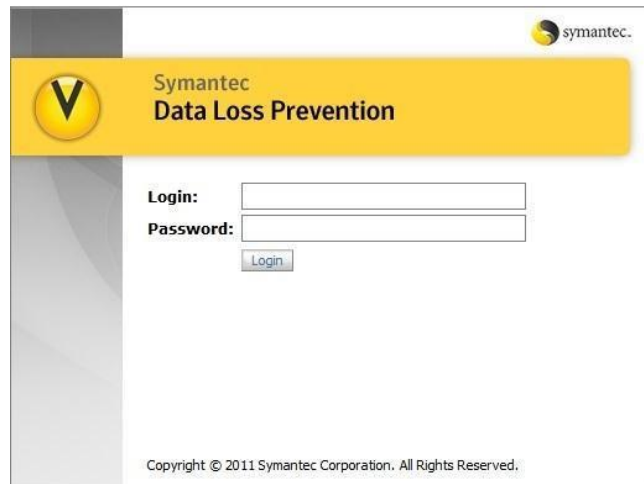 symantec.
Symantec
Data Loss Prevention
Login:
Password:
Login
Copyright © 2011 Symantec Corporation. All Rights Reserved.